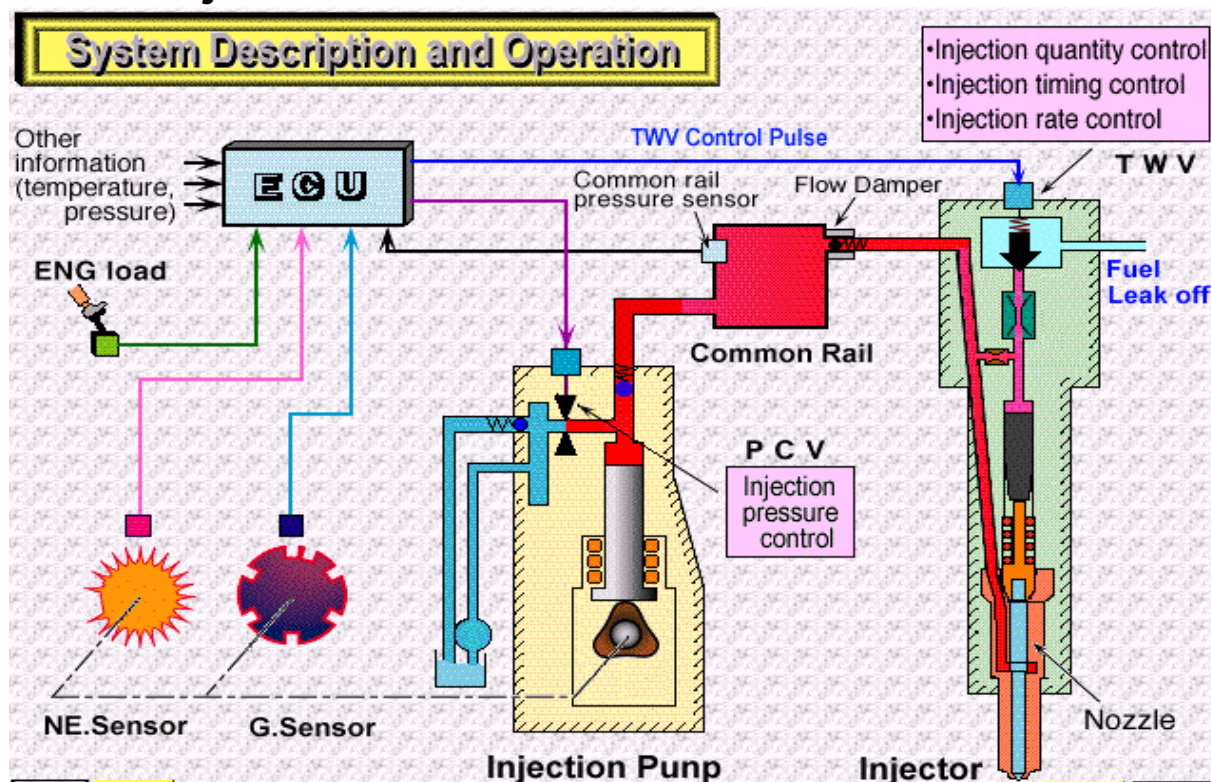 System Description and Operation
•Injection quantity control
•Injection timing control
•Injection rate control
Other
information
(temperature,
pressure)
ECU
TWV Control Pulse
Common rail
pressure sensor
Flow Damper
T W V
ENG load
Fuel
Leak off
Common Rail
P C V
Injection
pressure
control
NE.Sensor
G.Sensor
Nozzle
Injection Punp
Injector